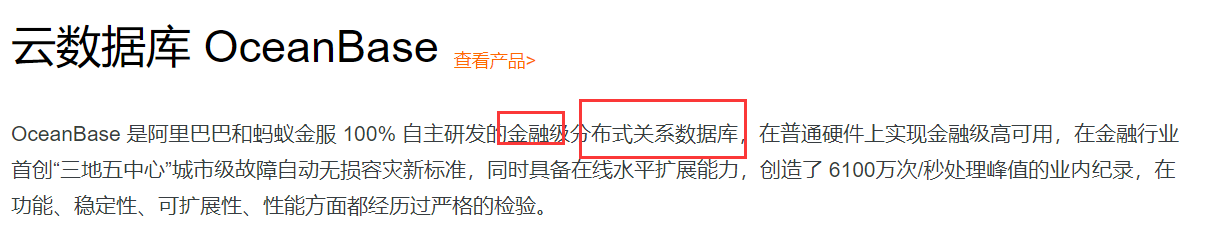 云数据库 OceanBase 查看产品>
OceanBase 是阿里巴巴和蚂蚁金服 100% 自主研发的金融级分布式关系数据库，在普通硬件上实现金融级高可用，在金融行业
首创“三地五中心”城市级故障自动无损容灾新标准，同时具备在线水平扩展能力，创造了 6100万次/秒处理峰值的业内纪录，在
功能、稳定性、可扩展性、性能方面都经历过严格的检验。